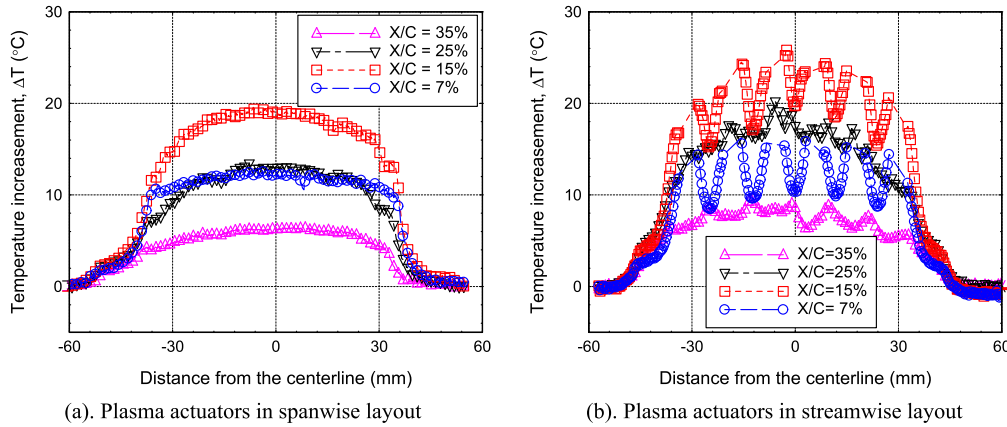 Temperature increasement, ΔT (°C)
30
20
10
0
-60
-30
0
30
60
Distance from the centerline (mm)
X/C = 35%
X/C = 25%
X/C = 15%
X/C = 7%
(a). Plasma actuators in spanwise layout
Temperature increasement, ΔT (°C)
30
20
10
0
-60
-30
0
30
60
Distance from the centerline (mm)
X/C=35%
X/C=25%
X/C=15%
X/C= 7%
(b). Plasma actuators in streamwise layout